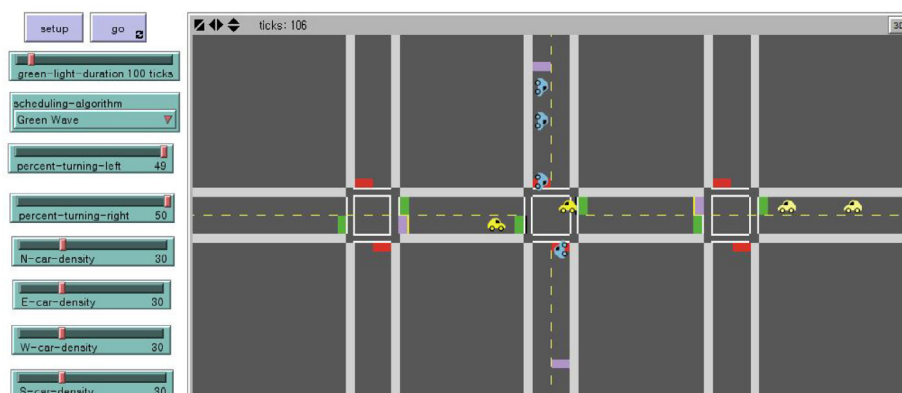 setup
go
ticks: 106
30
green-light-duration 100 ticks
scheduling-algorithm
Green Wave
percent-turning-left 49
percent-turning-right 50
N-car-density 30
E-car-density 30
W-car-density 30
S-car-density 30